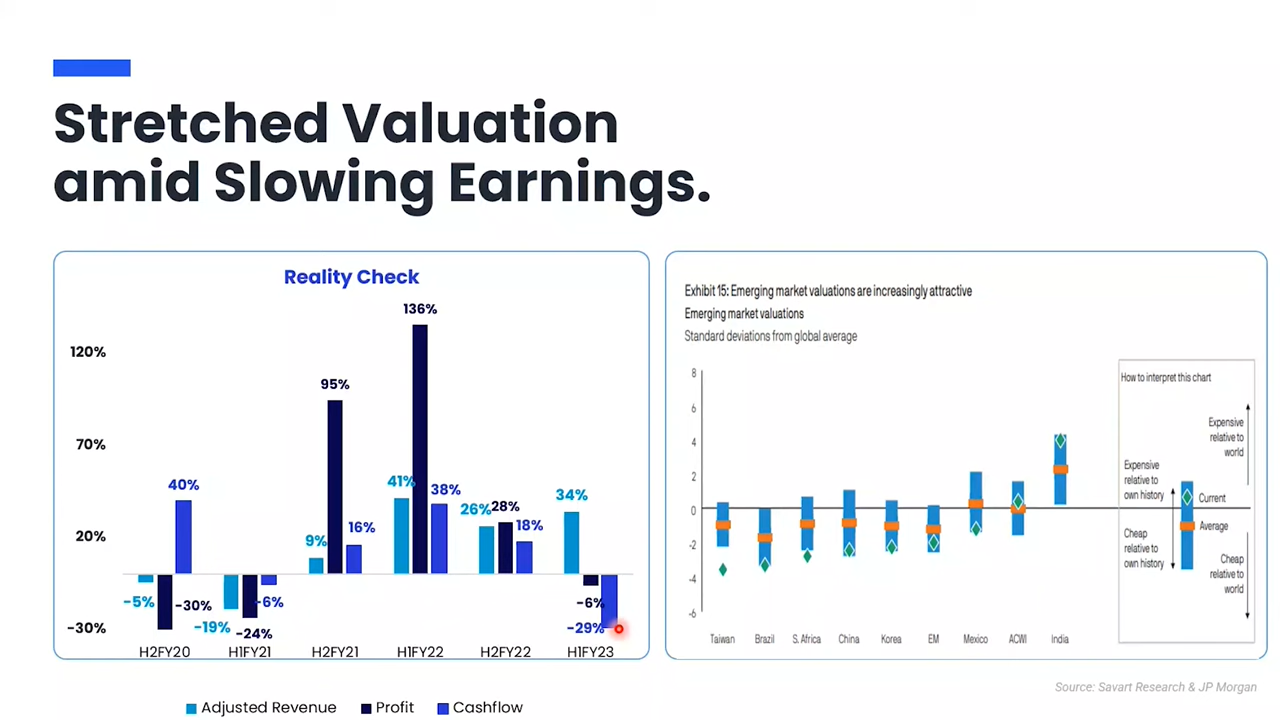 Stretched Valuation
amid Slowing Earnings.
Reality Check
120%
70%
20%
-30%
-5%
-30%
40%
-19%
-24%
-6%
9%
95%
16%
41%
136%
38%
26%
28%
18%
34%
-6%
-29%
H2FY20
H1FY21
H2FY21
H1FY22
H2FY22
H1FY23
Adjusted Revenue
Profit
Cashflow
Exhibit 15: Emerging market valuations are increasingly attractive
Emerging market valuations
Standard deviations from global average
8
6
4
2
0
-2
-4
-6
Taiwan
Brazil
S. Africa
China
Korea
EM
Mexico
ACWI
India
How to interpret this chart
Expensive
relative to
world
Expensive
relative to
own history
Current
Average
Cheap
relative to
own history
Cheap
relative to
world
Source: Savart Research & JP Morgan